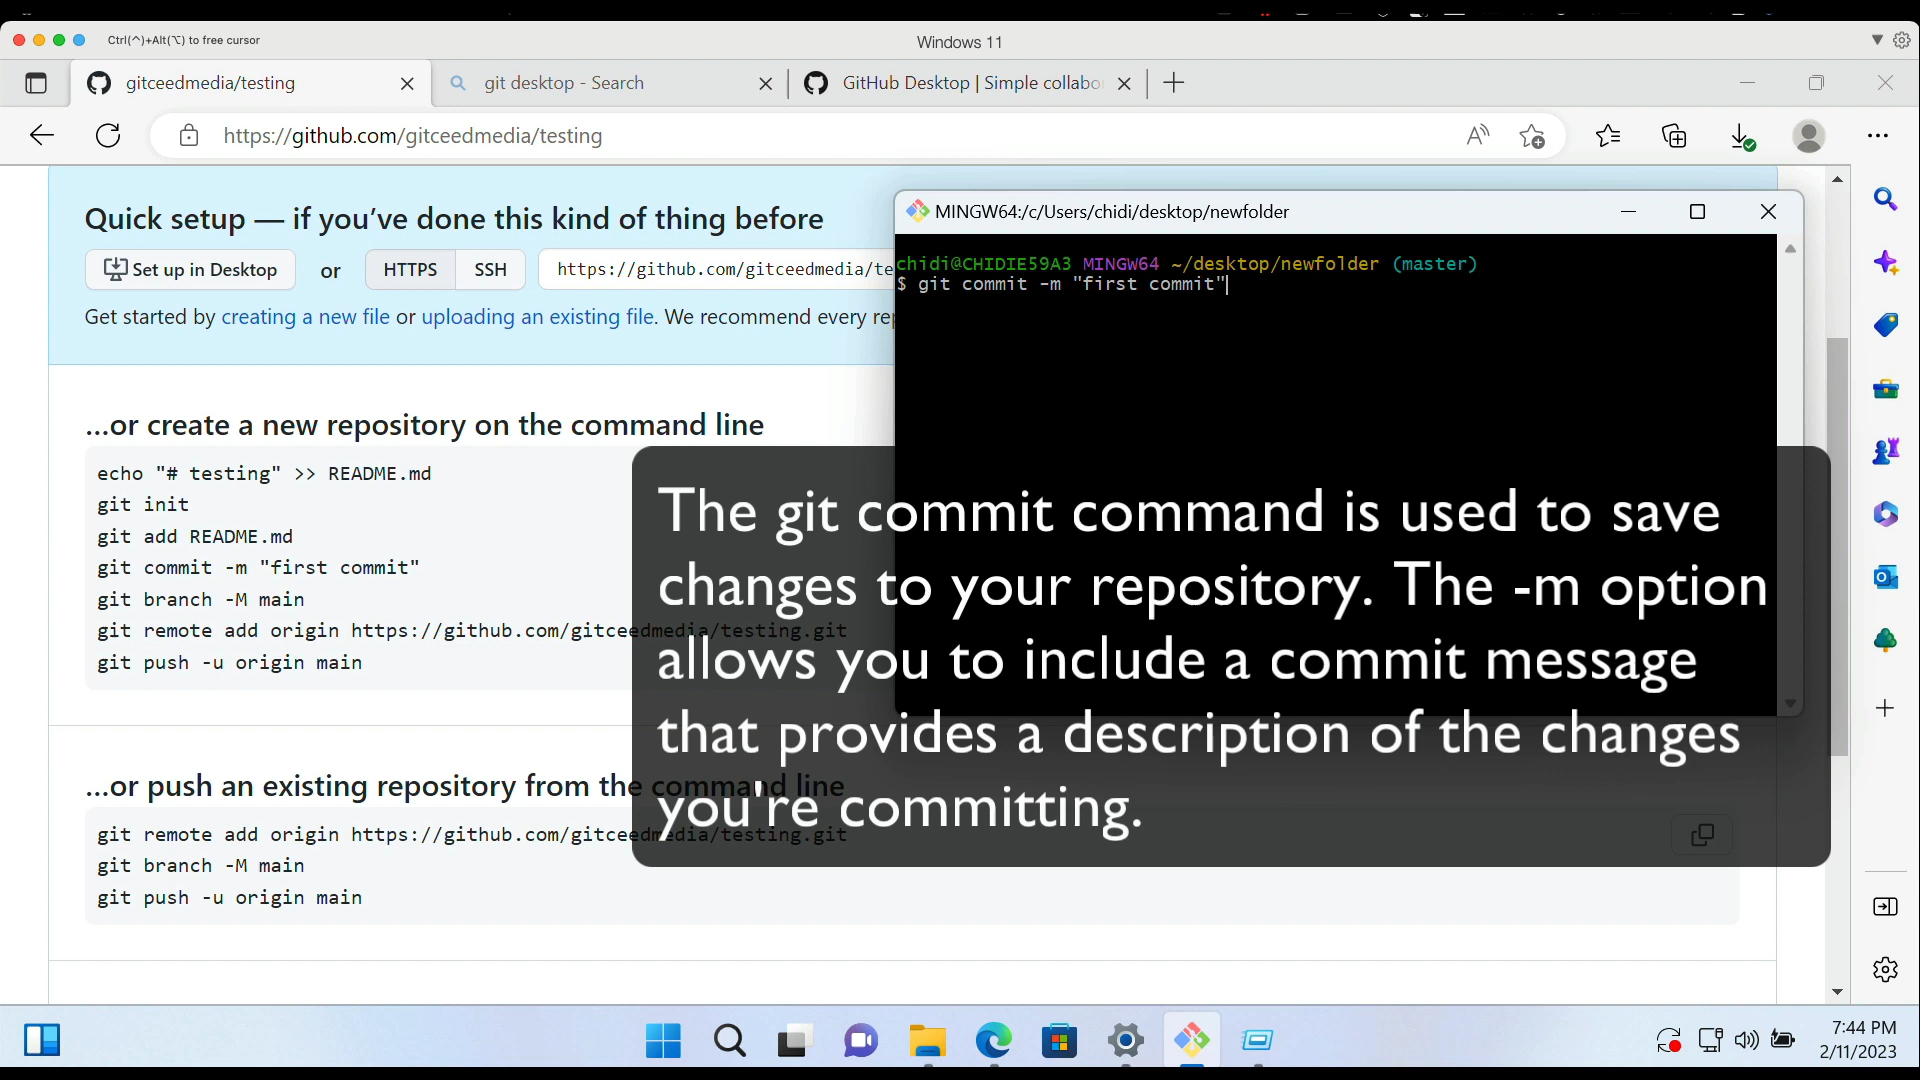 Ctrl(^)+Alt(⌥) to free cursor
Windows 11
gitceedmedia/testing
git desktop - Search
GitHub Desktop | Simple collabo
https://github.com/gitceedmedia/testing
Quick setup — if you've done this kind of thing before
Set up in Desktop or HTTPS SSH https://github.com/gitceedmedia/te
Get started by creating a new file or uploading an existing file. We recommend every re
MINGW64:/c/Users/chidi/desktop/newfolder
chidi@CHIDIE59A3 MINGW64 ~/desktop/newfolder (master)
$ git commit -m "first commit"
...or create a new repository on the command line
echo "# testing" >> README.md
git init
git add README.md
git commit -m "first commit"
git branch -M main
git remote add origin https://github.com/gitceedmedia/testing.git
git push -u origin main
...or push an existing repository from the command line
git remote add origin https://github.com/gitceedmedia/testing.git
git branch -M main
git push -u origin main
The git commit command is used to save
changes to your repository. The -m option
allows you to include a commit message
that provides a description of the changes
you're committing.
7:44 PM
2/11/2023